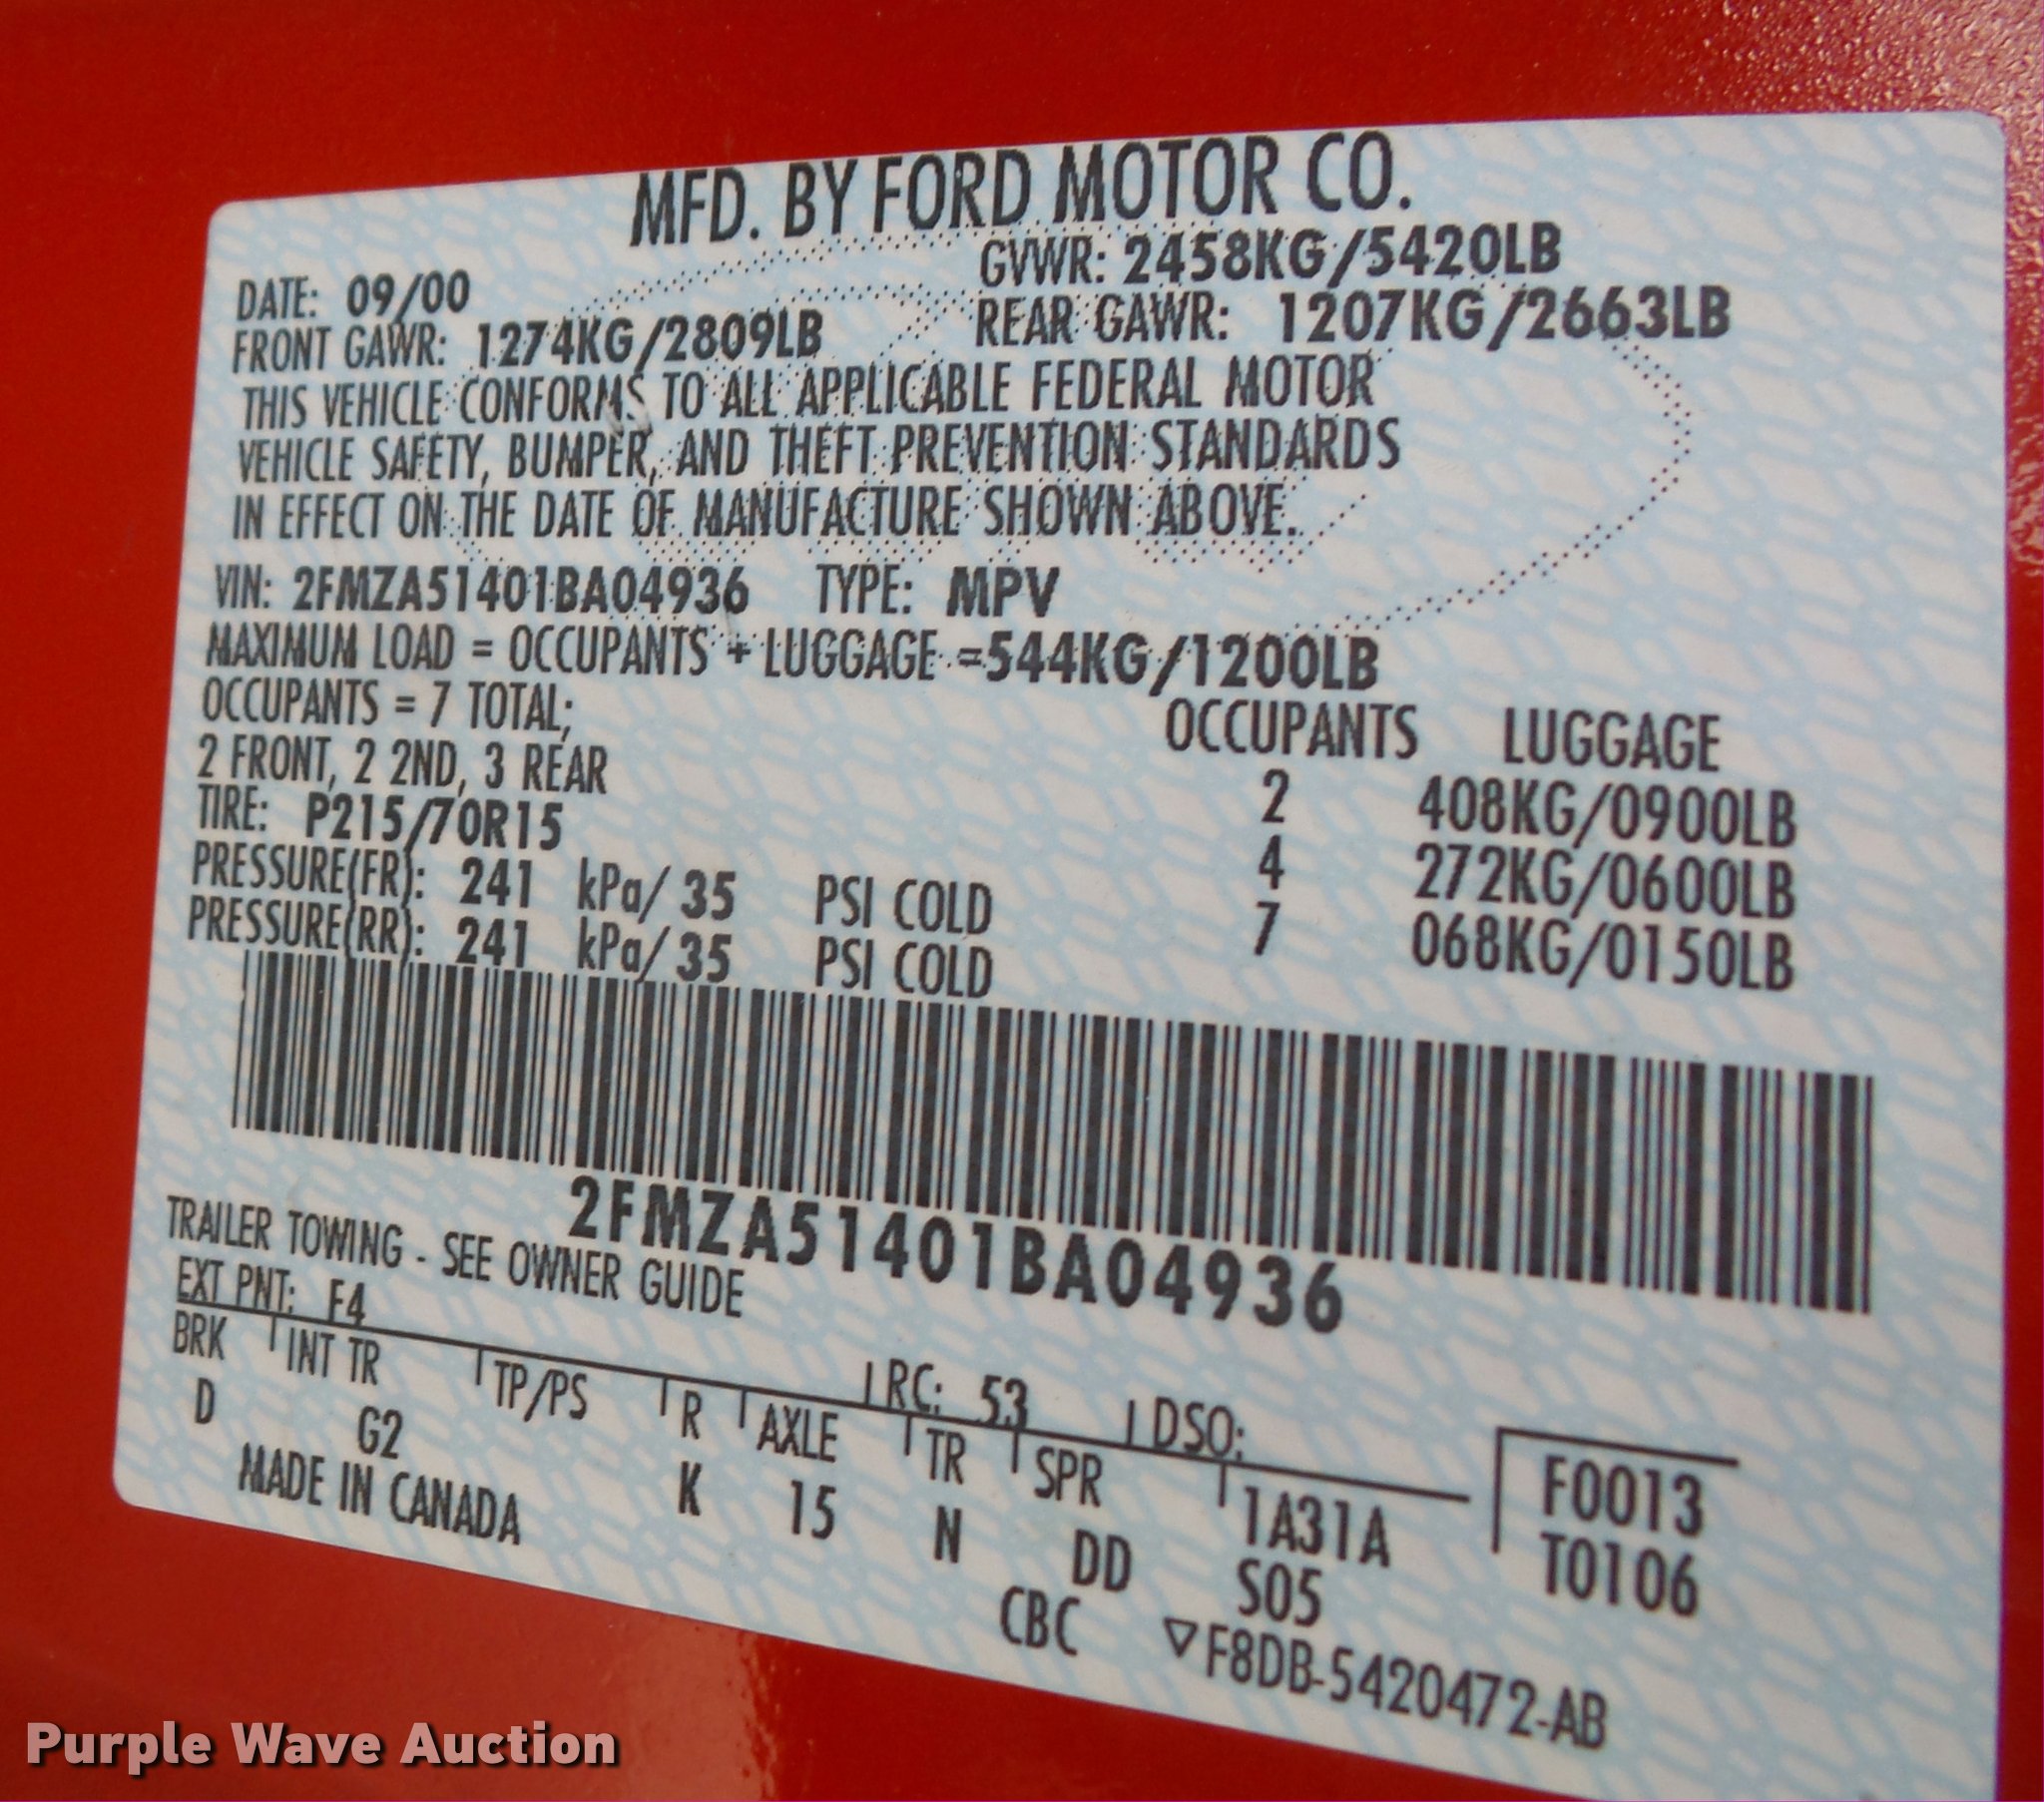 MFD. BY FORD MOTOR CO.
DATE: 09/00 GVWR: 2458KG/5420LB
FRONT GAWR: 1274KG/2809LB REAR GAWR: 1207KG/2663LB
THIS VEHICLE CONFORMS TO ALL APPLICABLE FEDERAL MOTOR
VEHICLE SAFETY, BUMPER, AND THEFT PREVENTION STANDARDS
IN EFFECT ON THE DATE OF MANUFACTURE SHOWN ABOVE.
VIN: 2FMZA51401BA04936 TYPE: MPV
MAXIMUM LOAD = OCCUPANTS + LUGGAGE =544KG/1200LB
OCCUPANTS = 7 TOTAL; OCCUPANTS LUGGAGE
2 FRONT, 2 2ND, 3 REAR 2 408KG/0900LB
TIRE: P215/70R15 4 272KG/0600LB
PRESSURE(FR): 241 kPa/ 35 PSI COLD 7 068KG/0150LB
PRESSURE(RR): 241 kPa/ 35 PSI COLD
2FMZA51401BA04936
TRAILER TOWING - SEE OWNER GUIDE
EXT PNT: F4 RC: 53 DSO:
BRK INT TR TP/PS R AXLE TR SPR 1A31A F0013
D G2 K 15 N DD S05 T0106
MADE IN CANADA CBC ▽F8DB-5420472-AB
Purple Wave Auction